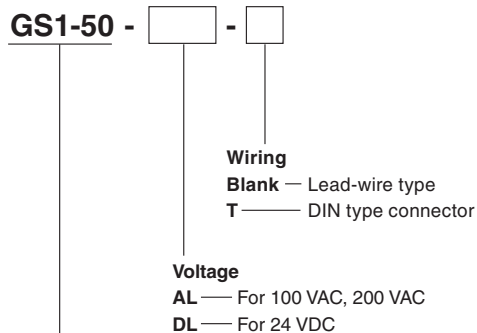 GS1-50 - -
Wiring
Blank — Lead-wire type
T — DIN type connector
Voltage
AL — For 100 VAC, 200 VAC
DL — For 24 VDC